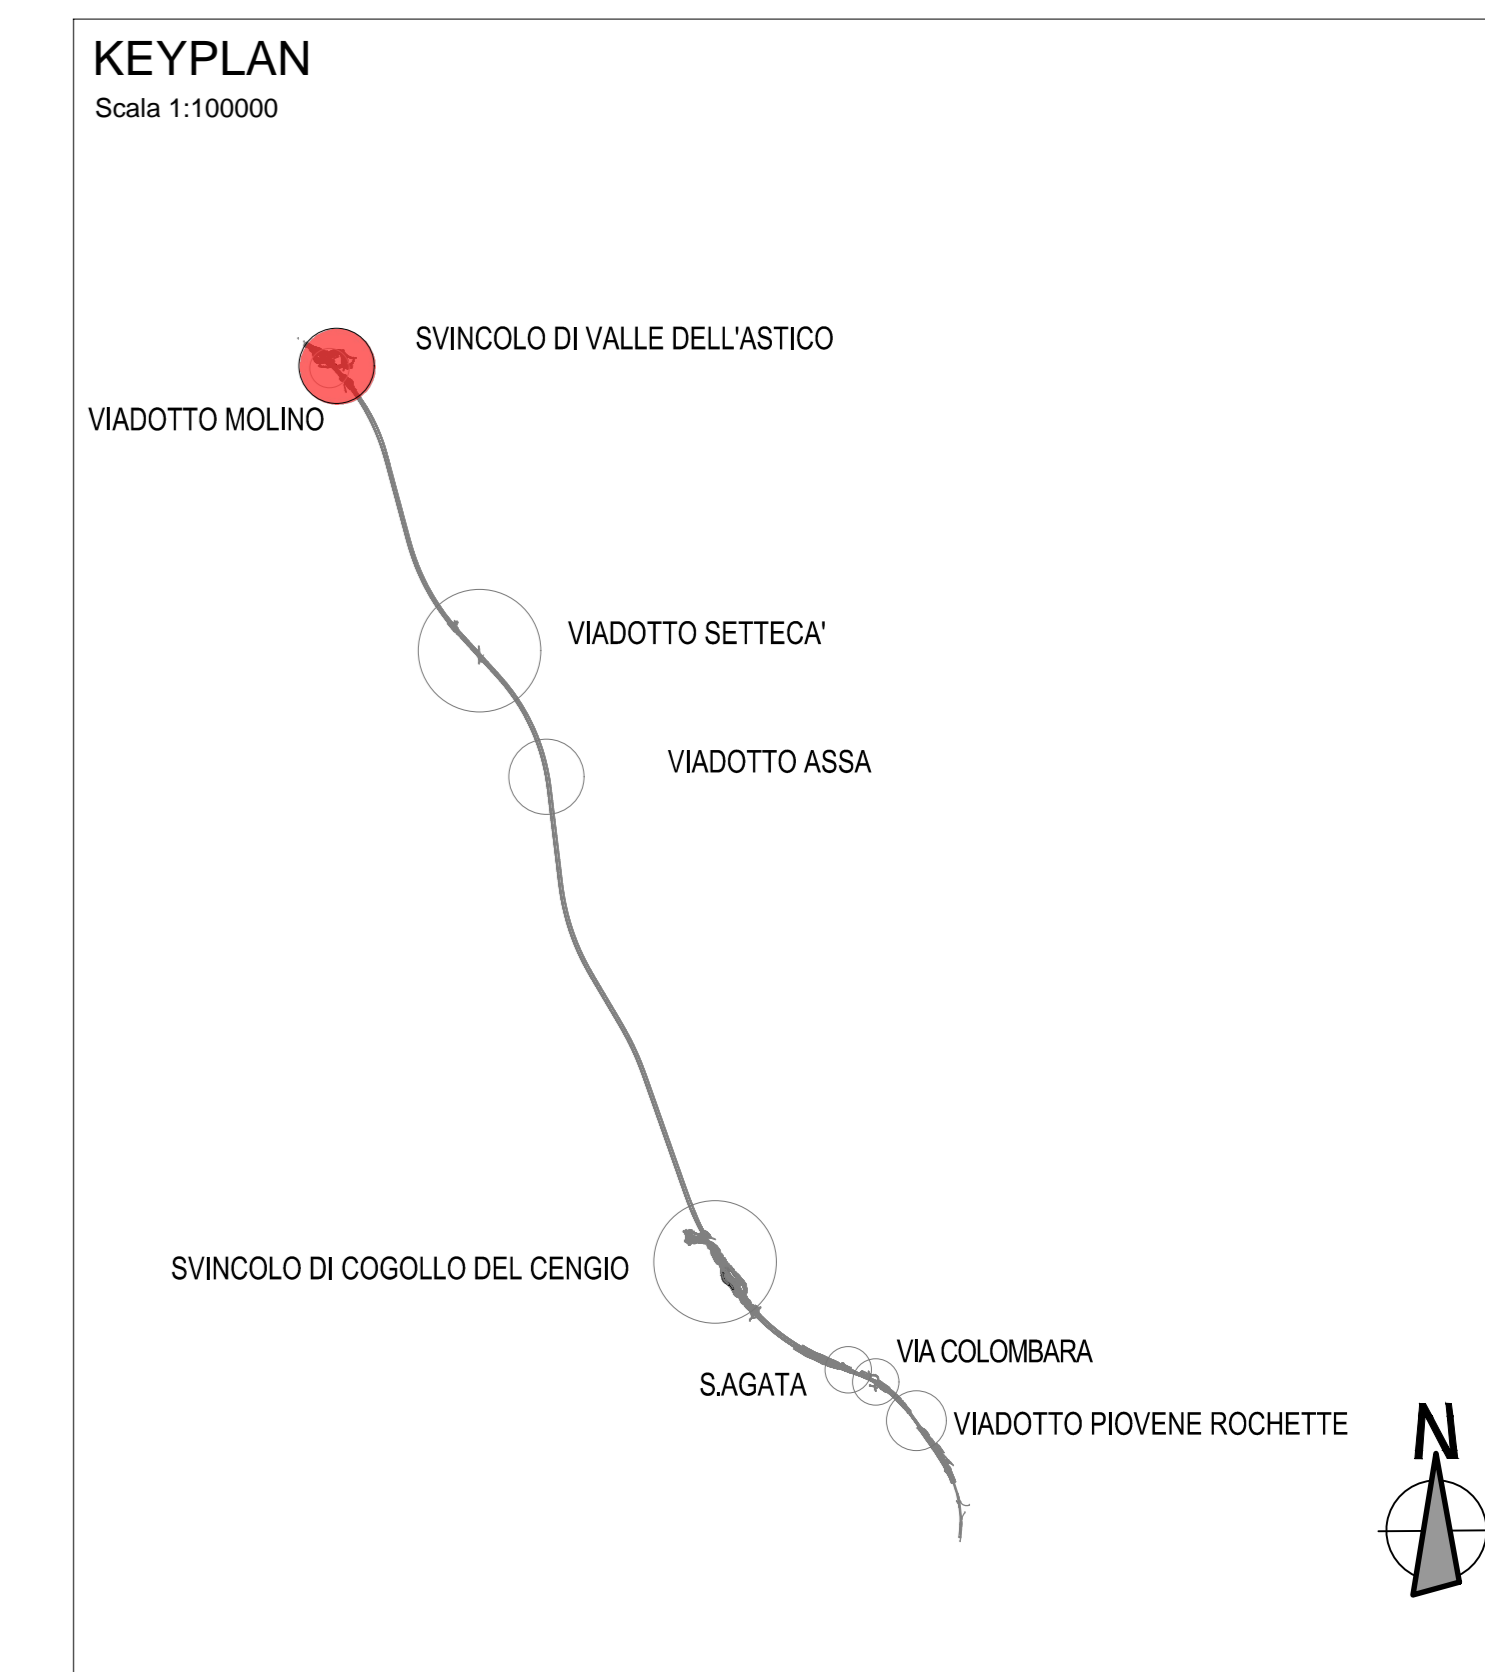 KEYPLAN
Scala 1:100000
SVINCOLO DI VALLE DELL'ASTICO
VIADOTTO MOLINO
VIADOTTO SETTECA'
VIADOTTO ASSA
SVINCOLO DI COGOLLO DEL CENGIO
VIA COLOMBARA
S.AGATA
VIADOTTO PIOVENE ROCHETTE
N